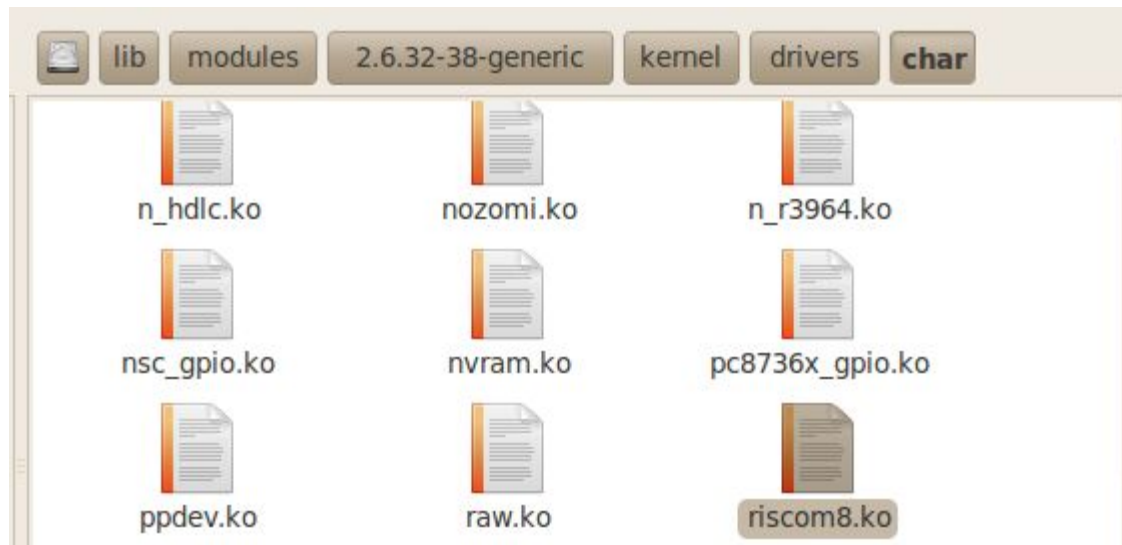 lib modules 2.6.32-38-generic kernel drivers char
n_hdlc.ko nozomi.ko n_r3964.ko
nsc_gpio.ko nvram.ko pc8736x_gpio.ko
ppdev.ko raw.ko riscom8.ko